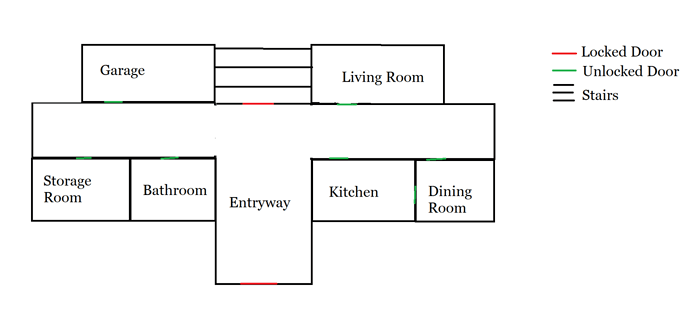 Locked Door
Garage
Living Room
Unlocked Door
Stairs
Storage
Room
Bathroom
Entryway
Kitchen
Dining
Room